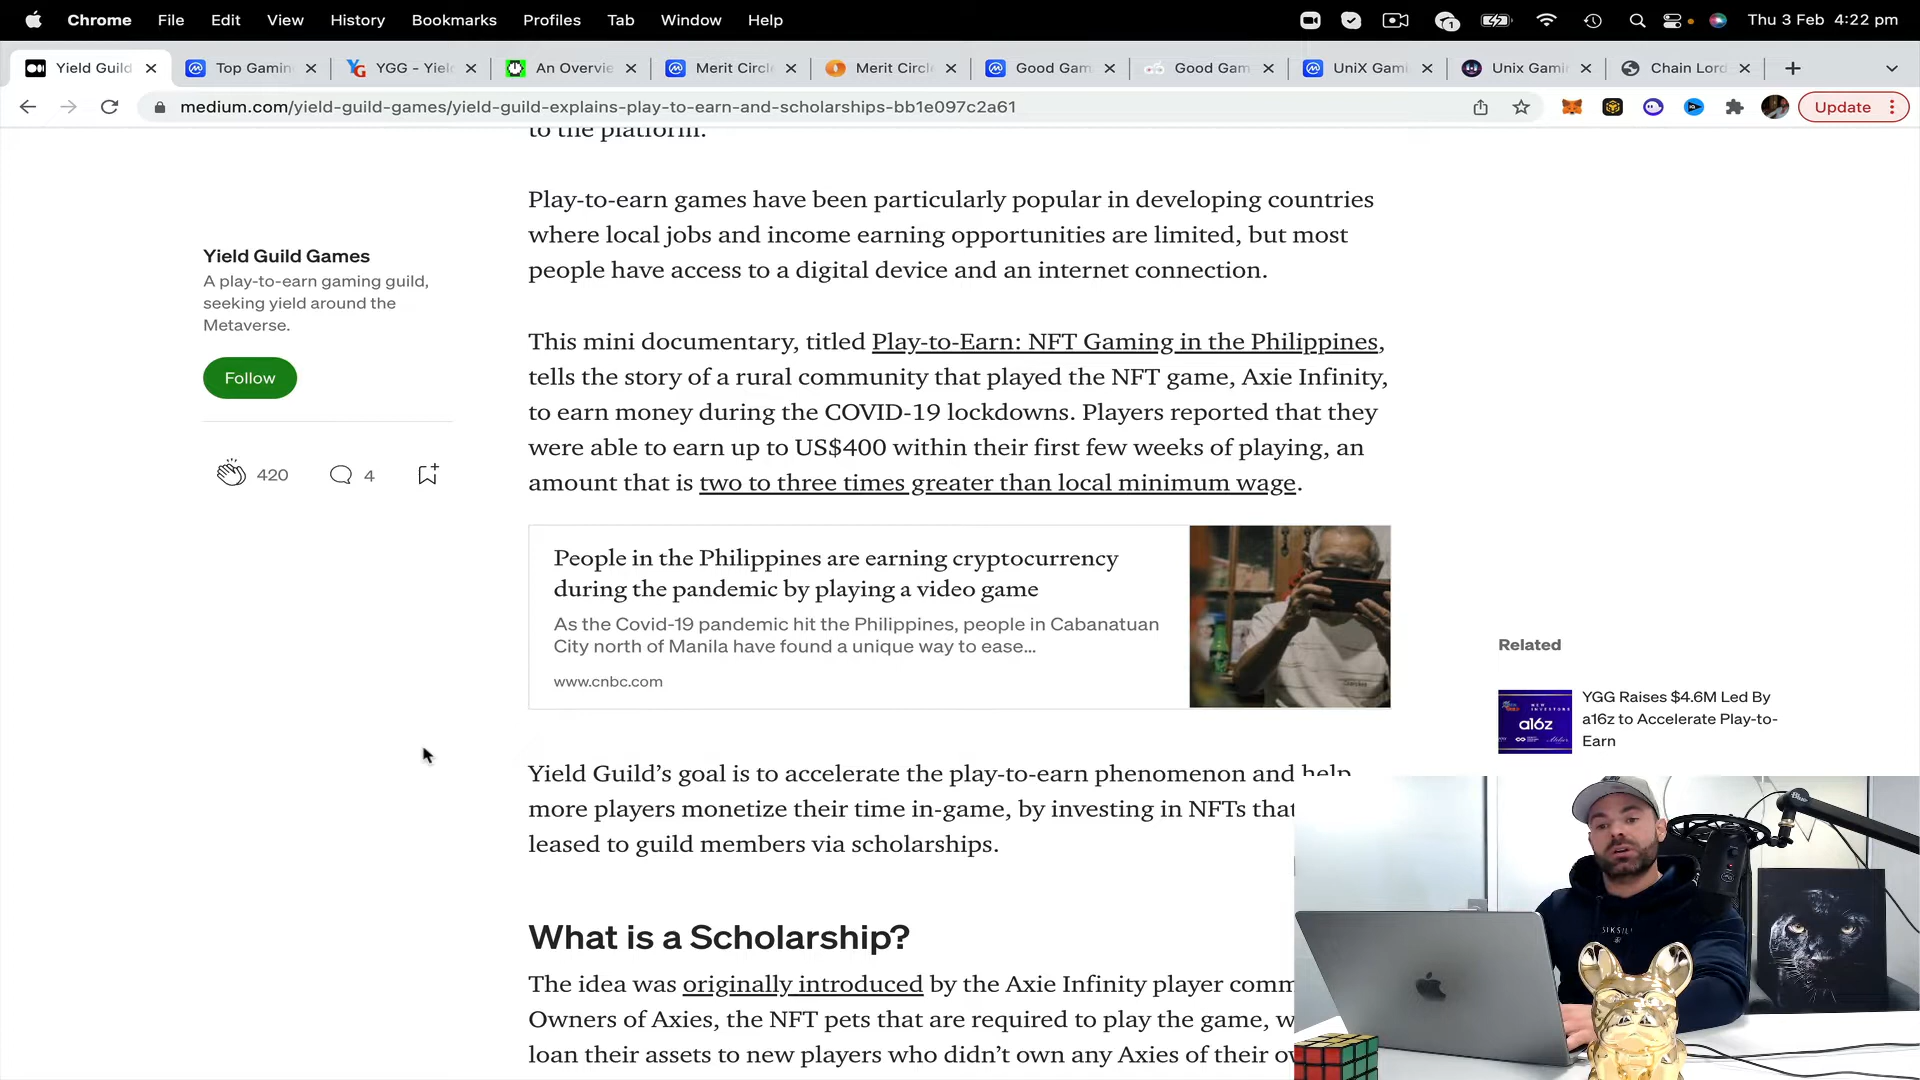 Chrome File Edit View History Bookmarks Profiles Tab Window Help 1 Thu 3 Feb 4:22 pm
Yield Guild Top Gamin YGG - Yiel An Overvie Merit Circl Merit Circl Good Gam Good Gam UniX Gami Unix Gami Chain Lord
medium.com/yield-guild-games/yield-guild-explains-play-to-earn-and-scholarships-bb1e097c2a61 Update
to the platform.
Play-to-earn games have been particularly popular in developing countries
where local jobs and income earning opportunities are limited, but most
people have access to a digital device and an internet connection.
Yield Guild Games
A play-to-earn gaming guild,
seeking yield around the
Metaverse.
Follow
420 4
This mini documentary, titled Play-to-Earn: NFT Gaming in the Philippines,
tells the story of a rural community that played the NFT game, Axie Infinity,
to earn money during the COVID-19 lockdowns. Players reported that they
were able to earn up to US$400 within their first few weeks of playing, an
amount that is two to three times greater than local minimum wage.
People in the Philippines are earning cryptocurrency
during the pandemic by playing a video game
As the Covid-19 pandemic hit the Philippines, people in Cabanatuan
City north of Manila have found a unique way to ease...
www.cnbc.com
Related
a16z
YGG Raises $4.6M Led By
a16z to Accelerate Play-to-
Earn
Yield Guild's goal is to accelerate the play-to-earn phenomenon and help
more players monetize their time in-game, by investing in NFTs that
leased to guild members via scholarships.
What is a Scholarship?
The idea was originally introduced by the Axie Infinity player comm
Owners of Axies, the NFT pets that are required to play the game, w
loan their assets to new players who didn't own any Axies of their ow
Blue
SIKSIL